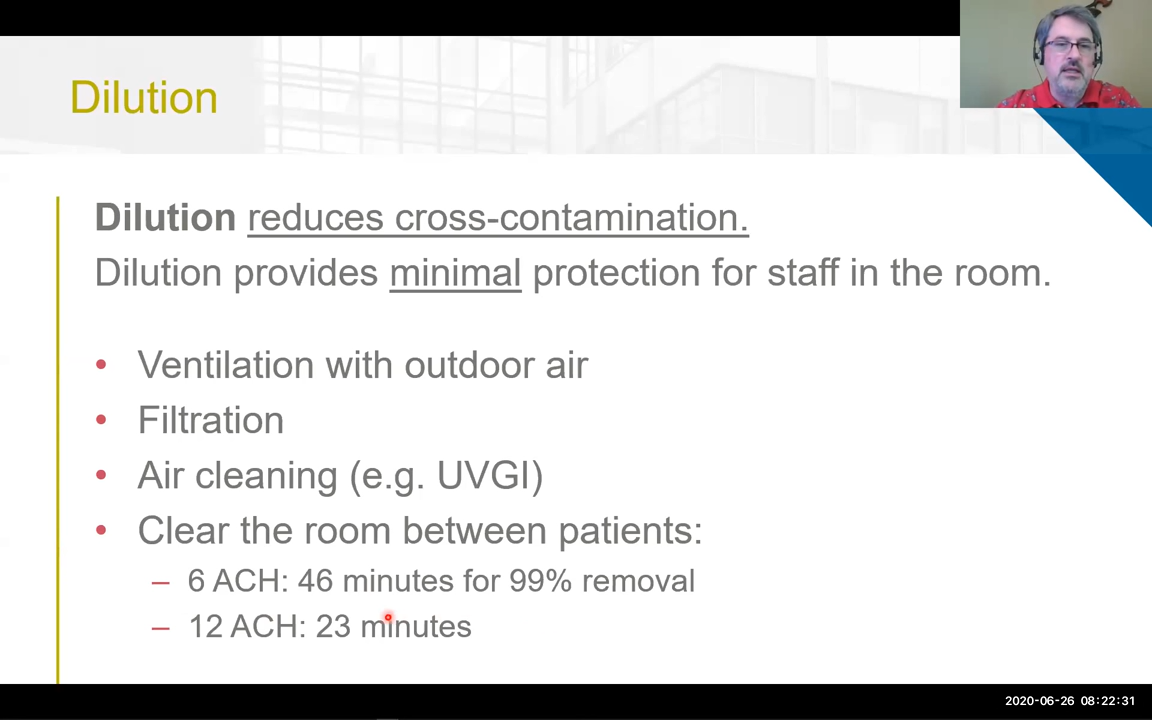 Dilution
Dilution reduces cross-contamination.
Dilution provides minimal protection for staff in the room.
• Ventilation with outdoor air
• Filtration
• Air cleaning (e.g. UVGI)
• Clear the room between patients:
– 6 ACH: 46 minutes for 99% removal
– 12 ACH: 23 minutes
2020-06-26 08:22:31